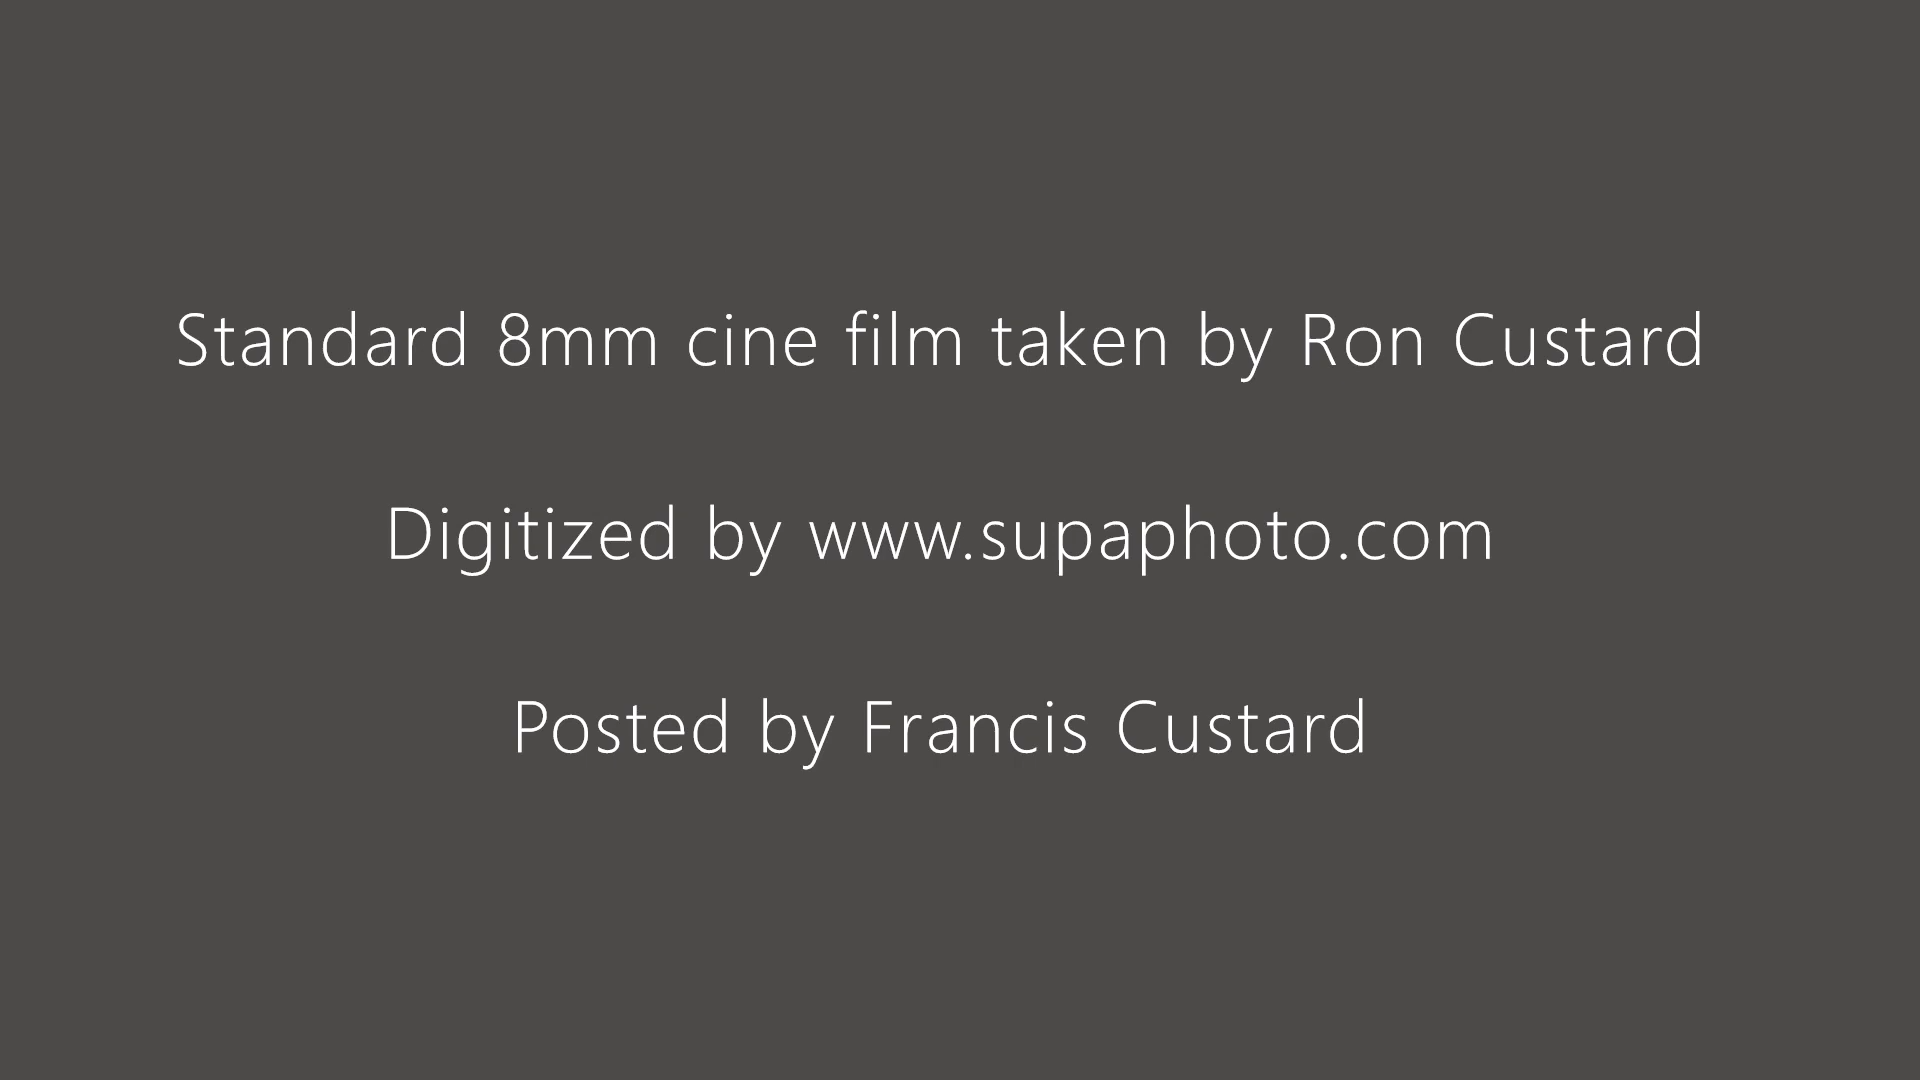 Standard 8mm cine film taken by Ron Custard
Digitized by www.supaphoto.com
Posted by Francis Custard